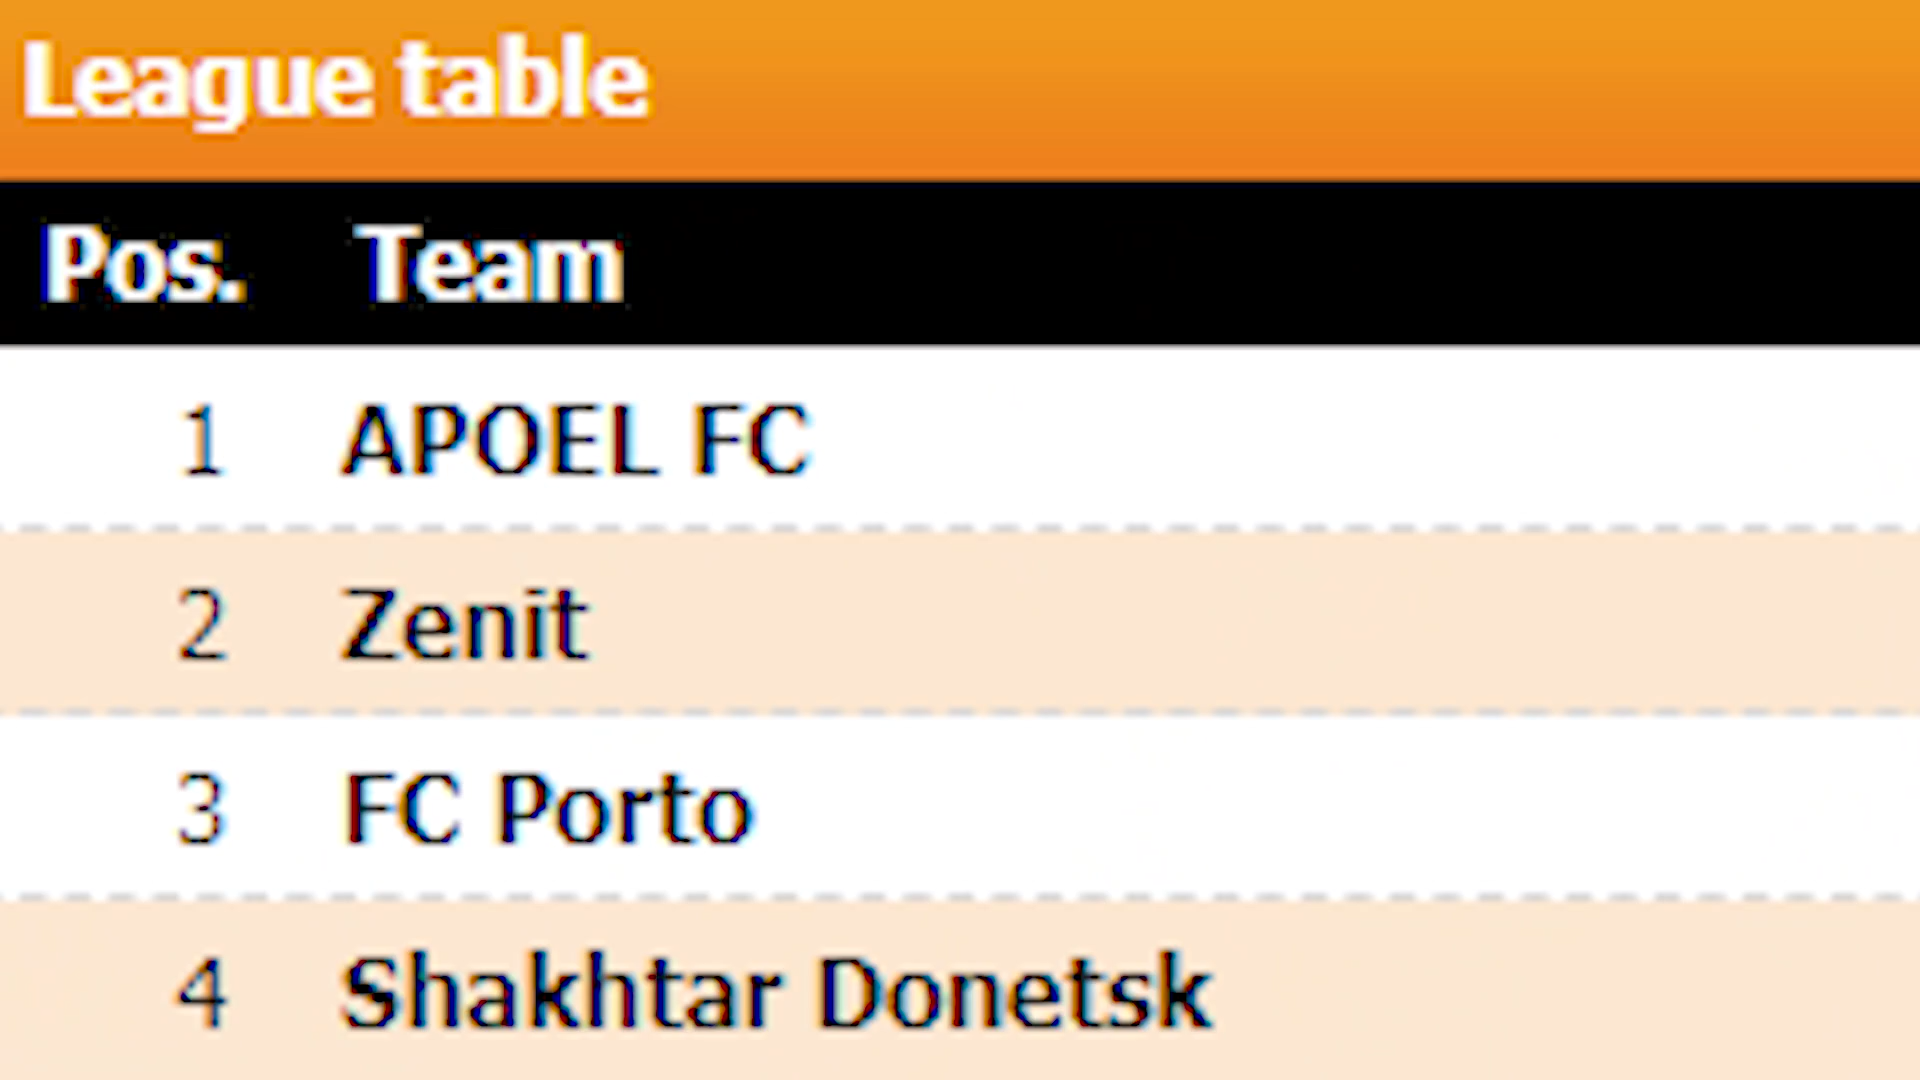 League table
Pos. Team
1 APOEL FC
2 Zenit
3 FC Porto
4 Shakhtar Donetsk